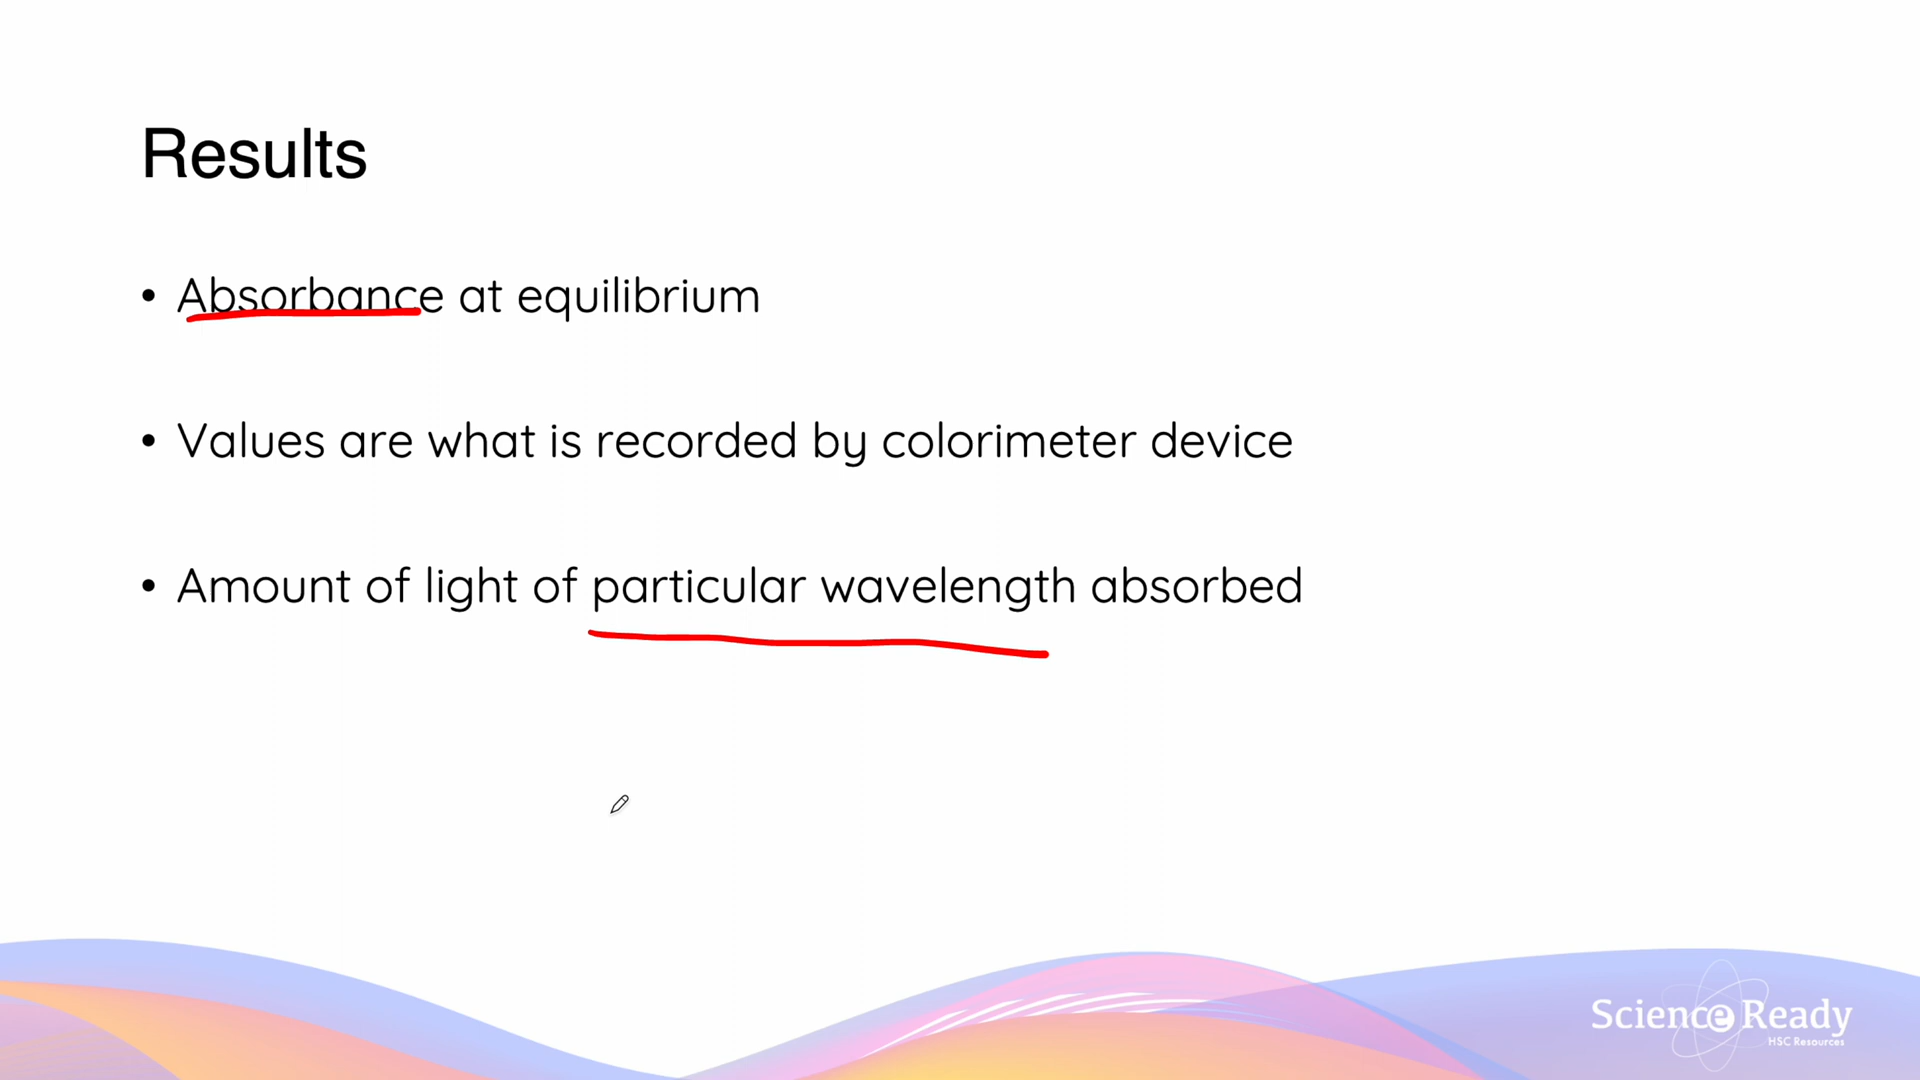 Results
• Absorbance at equilibrium
• Values are what is recorded by colorimeter device
• Amount of light of particular wavelength absorbed
Science Ready
HSC Resources